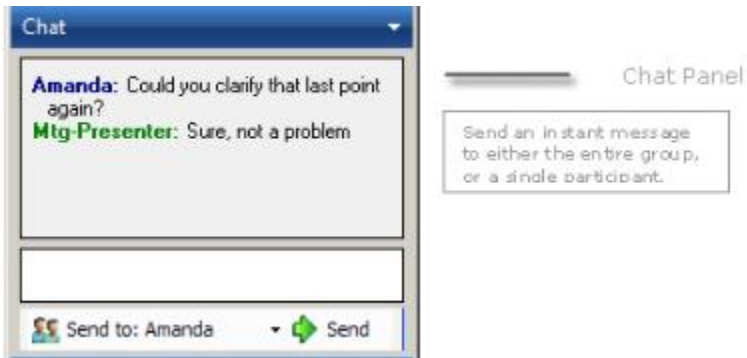 Chat
Amanda: Could you clarify that last point
again?
Mtg-Presenter: Sure, not a problem
Send to: Amanda
Send
Chat Panel
Send an instant message
to either the entire group,
or a single participant.